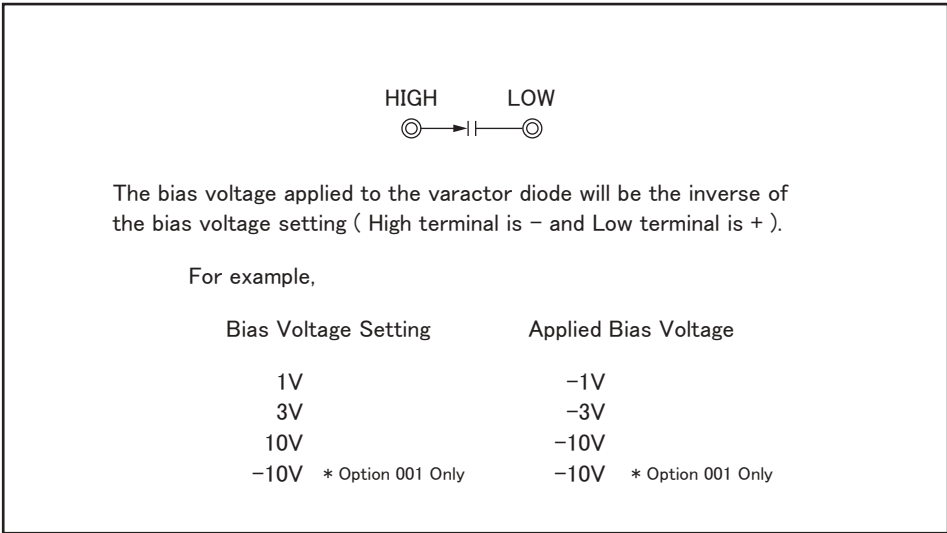 HIGH LOW
The bias voltage applied to the varactor diode will be the inverse of
the bias voltage setting ( High terminal is − and Low terminal is + ).
For example,
Bias Voltage Setting Applied Bias Voltage
1V −1V
3V −3V
10V −10V
−10V * Option 001 Only −10V * Option 001 Only